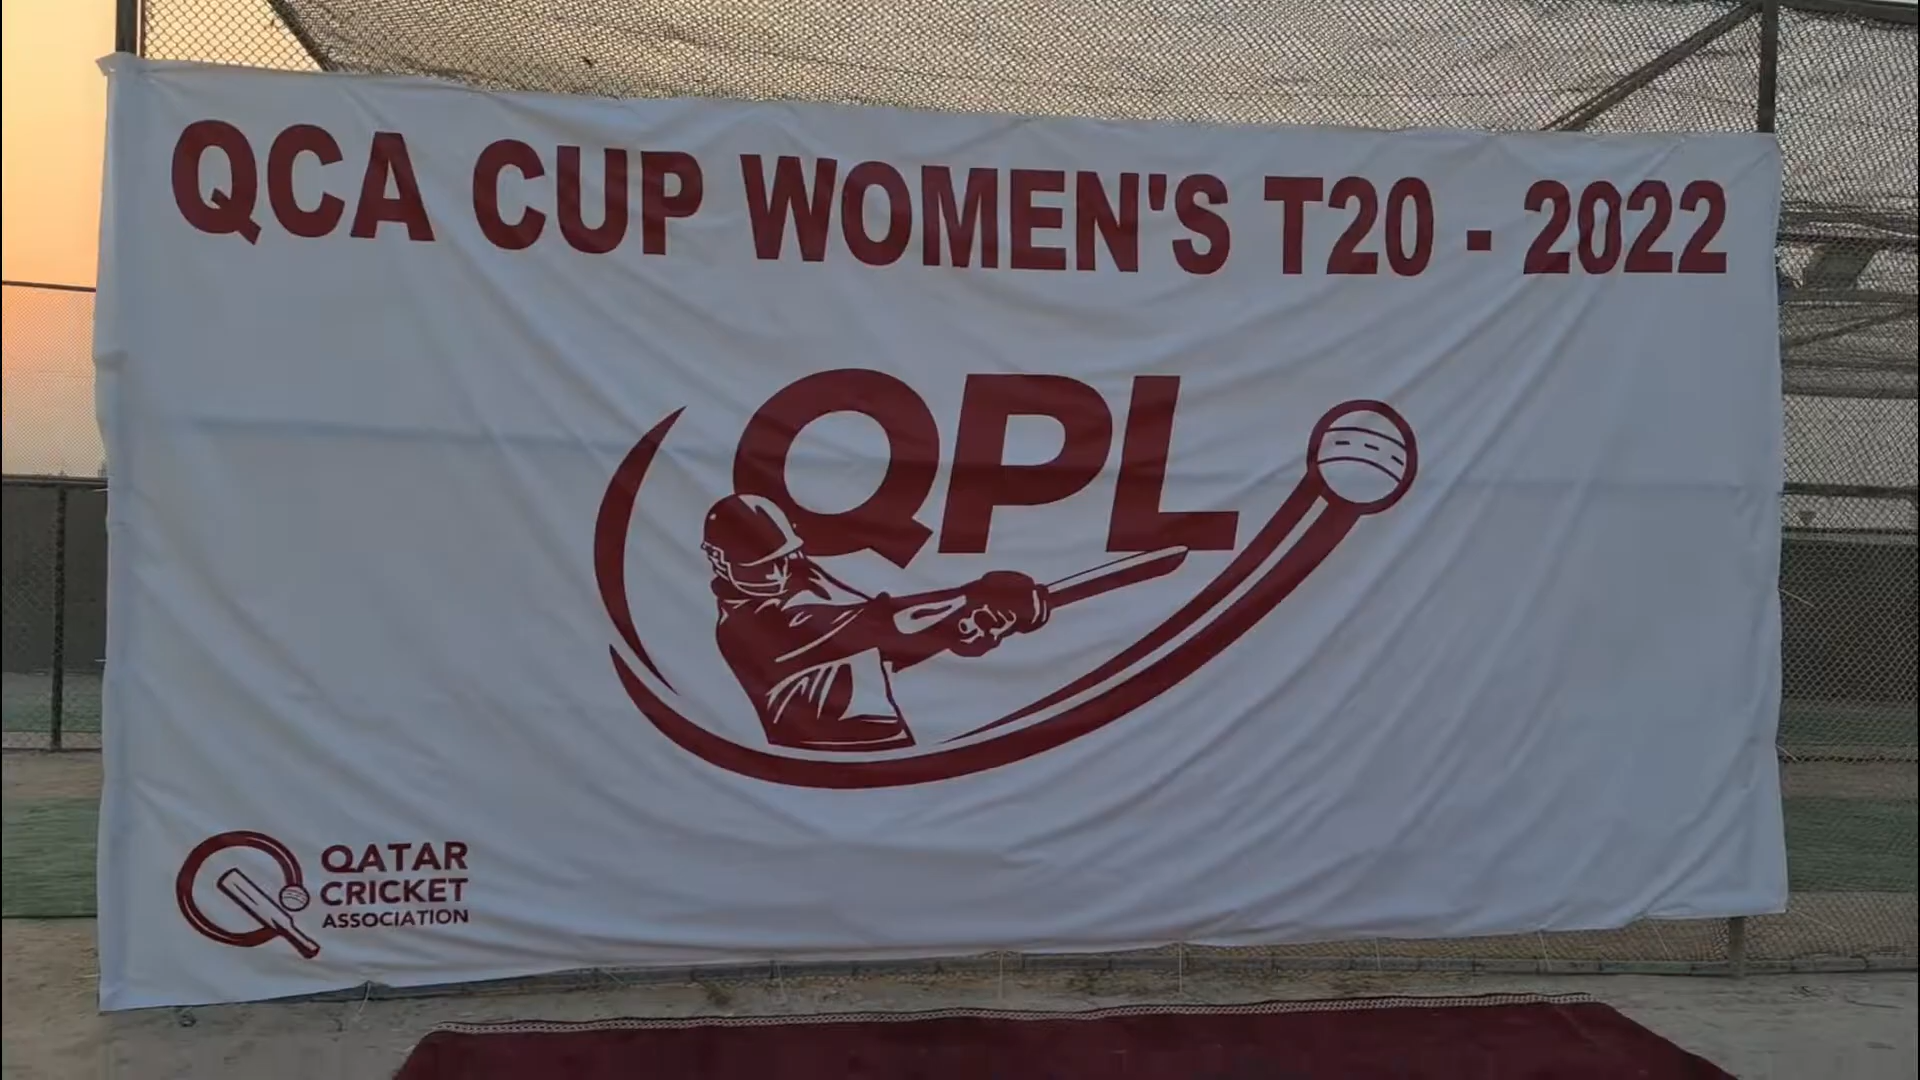 QCA CUP WOMEN'S T20 - 2022
QPL
QATAR
CRICKET
ASSOCIATION